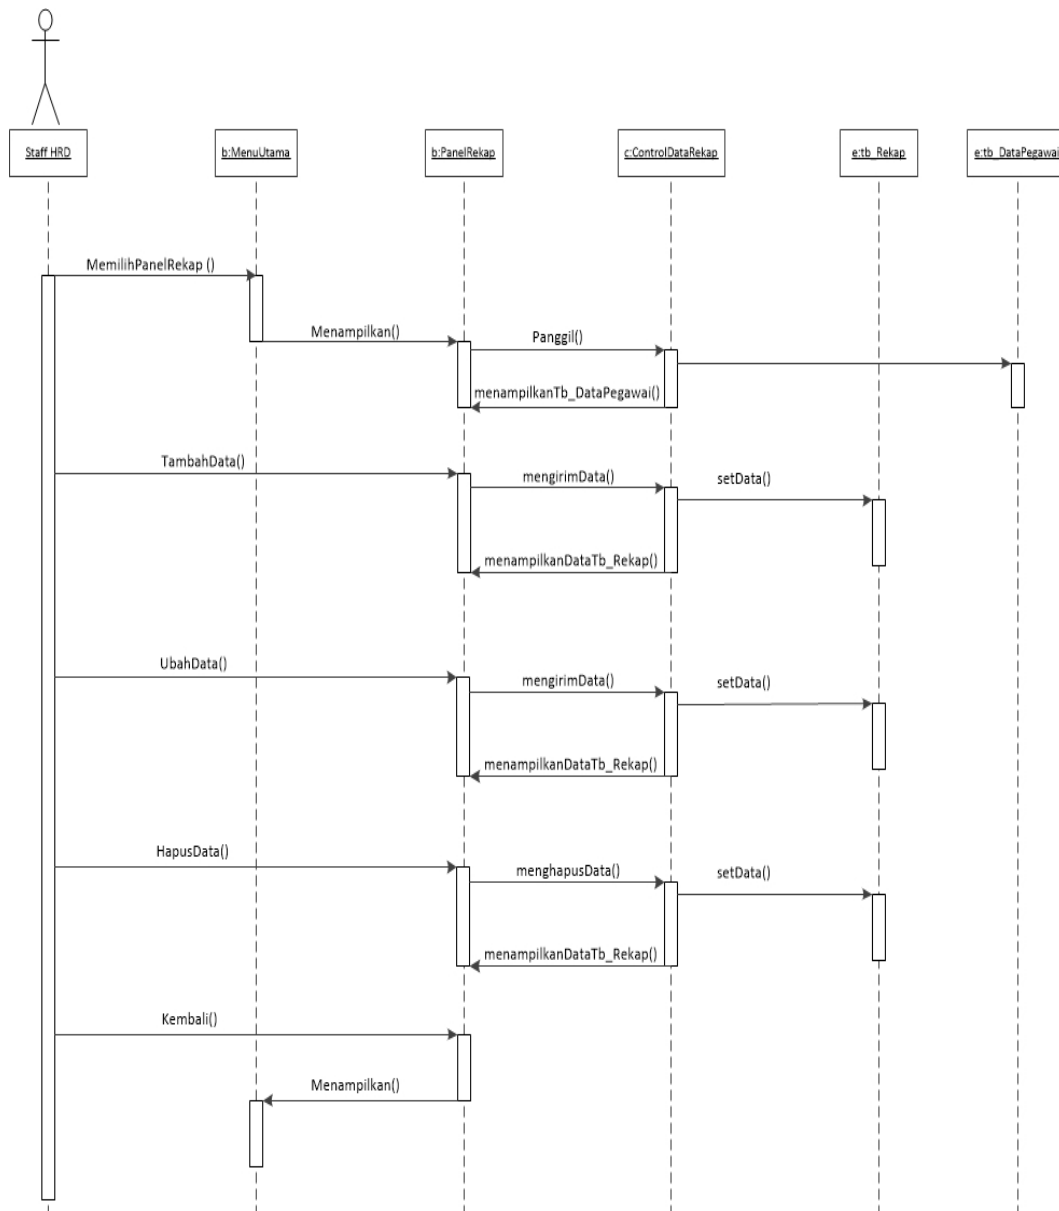 Staff HRD
b:MenuUtama
b:PanelRekap
c:ControlDataRekap
e:tb_Rekap
e:tb_DataPegawai
MemilihPanelRekap ()
Menampilkan()
Panggil()
menampilkanTb_DataPegawai()
TambahData()
mengirimData()
setData()
menampilkanDataTb_Rekap()
UbahData()
mengirimData()
setData()
menampilkanDataTb_Rekap()
HapusData()
menghapusData()
setData()
menampilkanDataTb_Rekap()
Kembali()
Menampilkan()